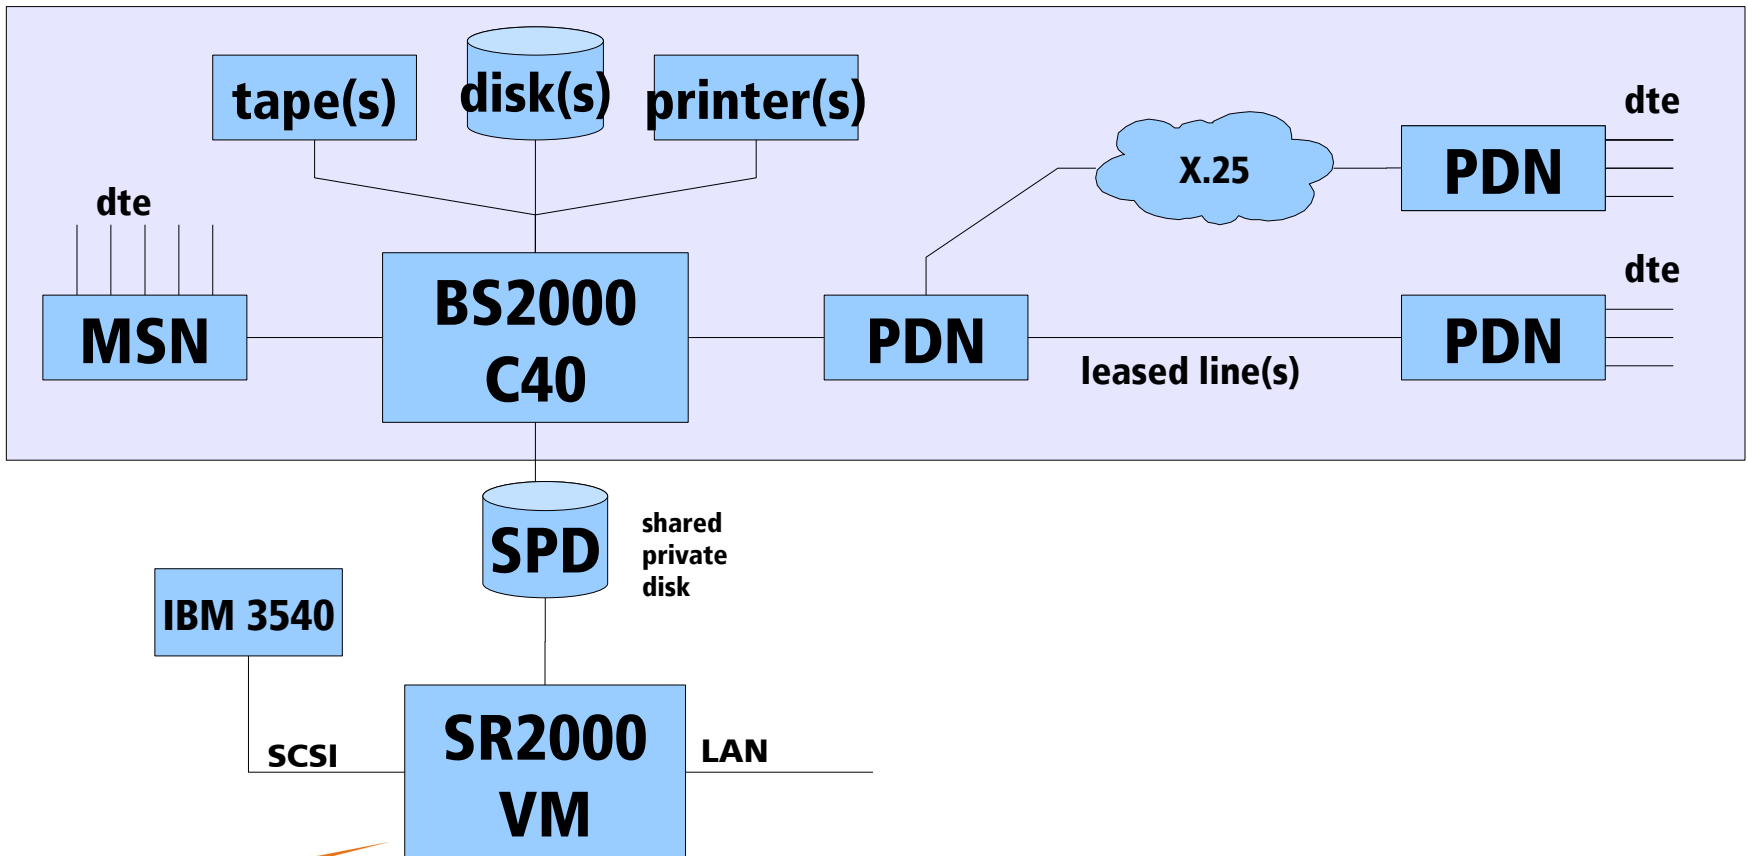 tape(s)
disk(s)
printer(s)
dte
X.25
PDN
dte
BS2000
C40
MSN
PDN
leased line(s)
dte
PDN
SPD
shared
private
disk
IBM 3540
SCSI
SR2000
VM
LAN